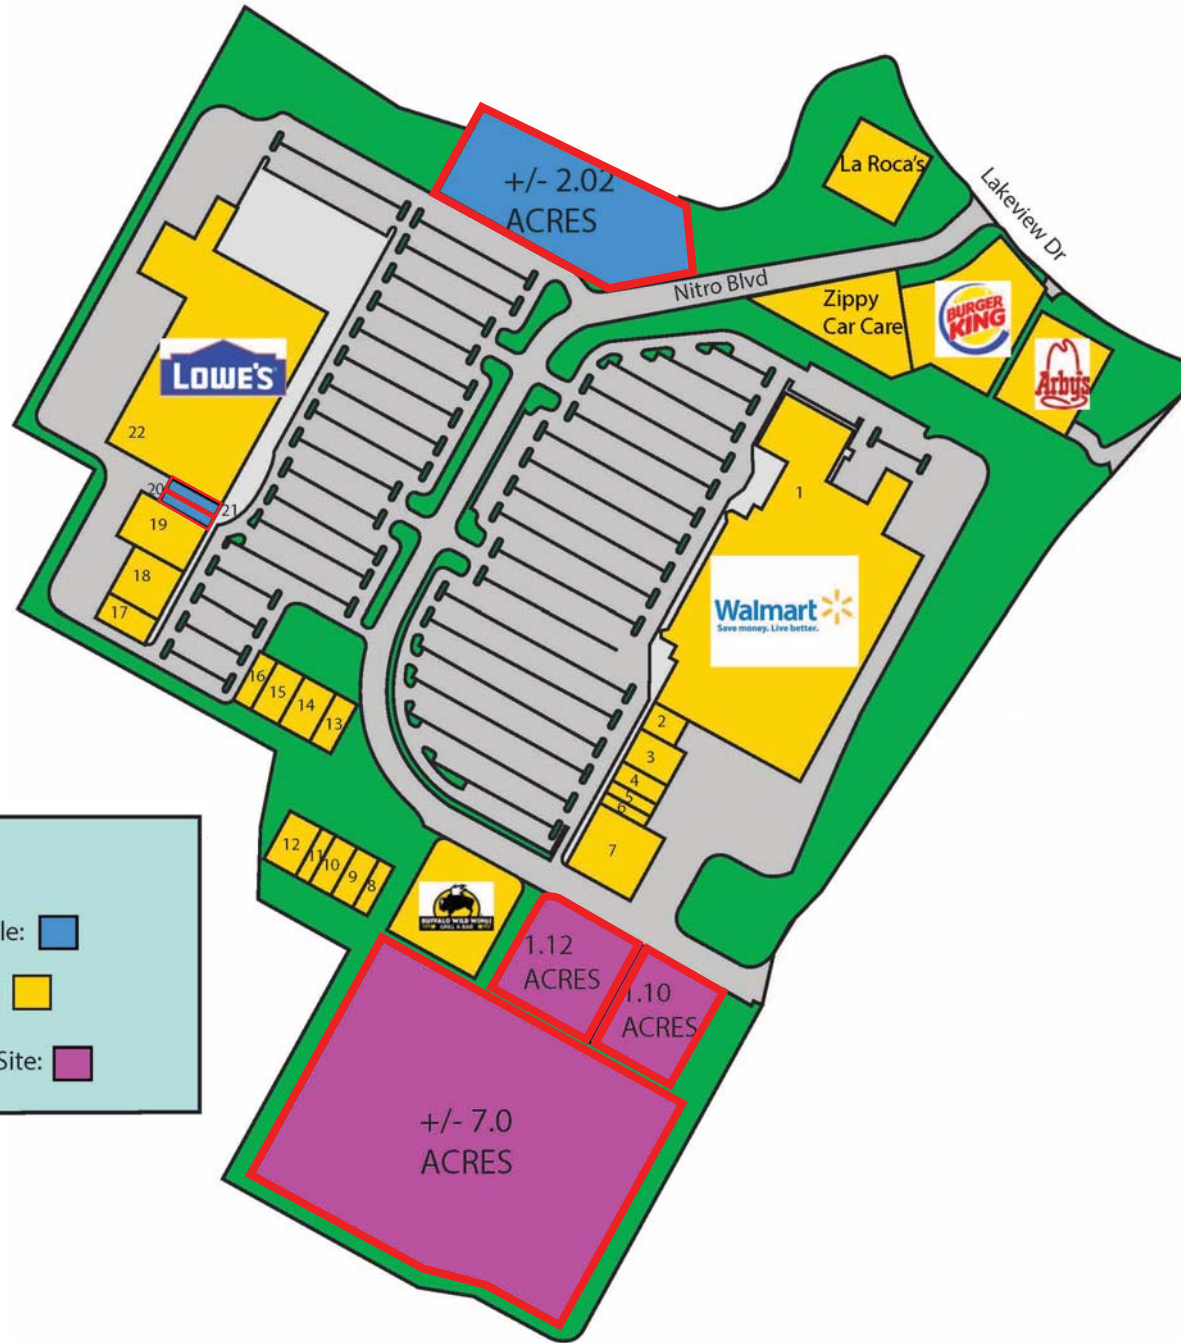 +/- 2.02
ACRES
La Roca's
Lakeview Dr
Nitro Blvd
Zippy
Car Care
BURGER
KING
Arby's
LOWE'S
22
20
21
19
18
17
1
Walmart
Save money. Live better.
16
15
14
13
2
3
4
5
6
7
12
11
10
9
8
BUFFALO WILD WINGS
GRILL & BAR
1.12
ACRES
1.10
ACRES
le:
Site:
+/- 7.0
ACRES